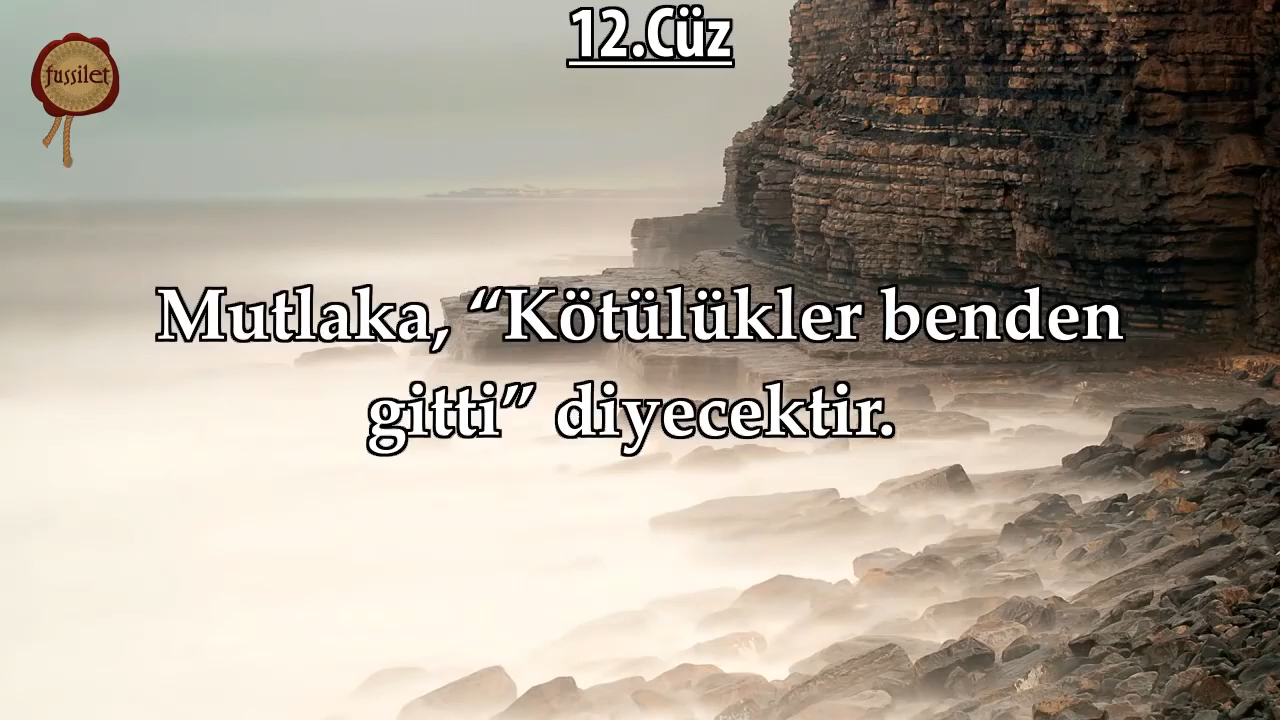 12.Cüz
fussilet
Mutlaka, “Kötülükler benden
gitti” diyecektir.